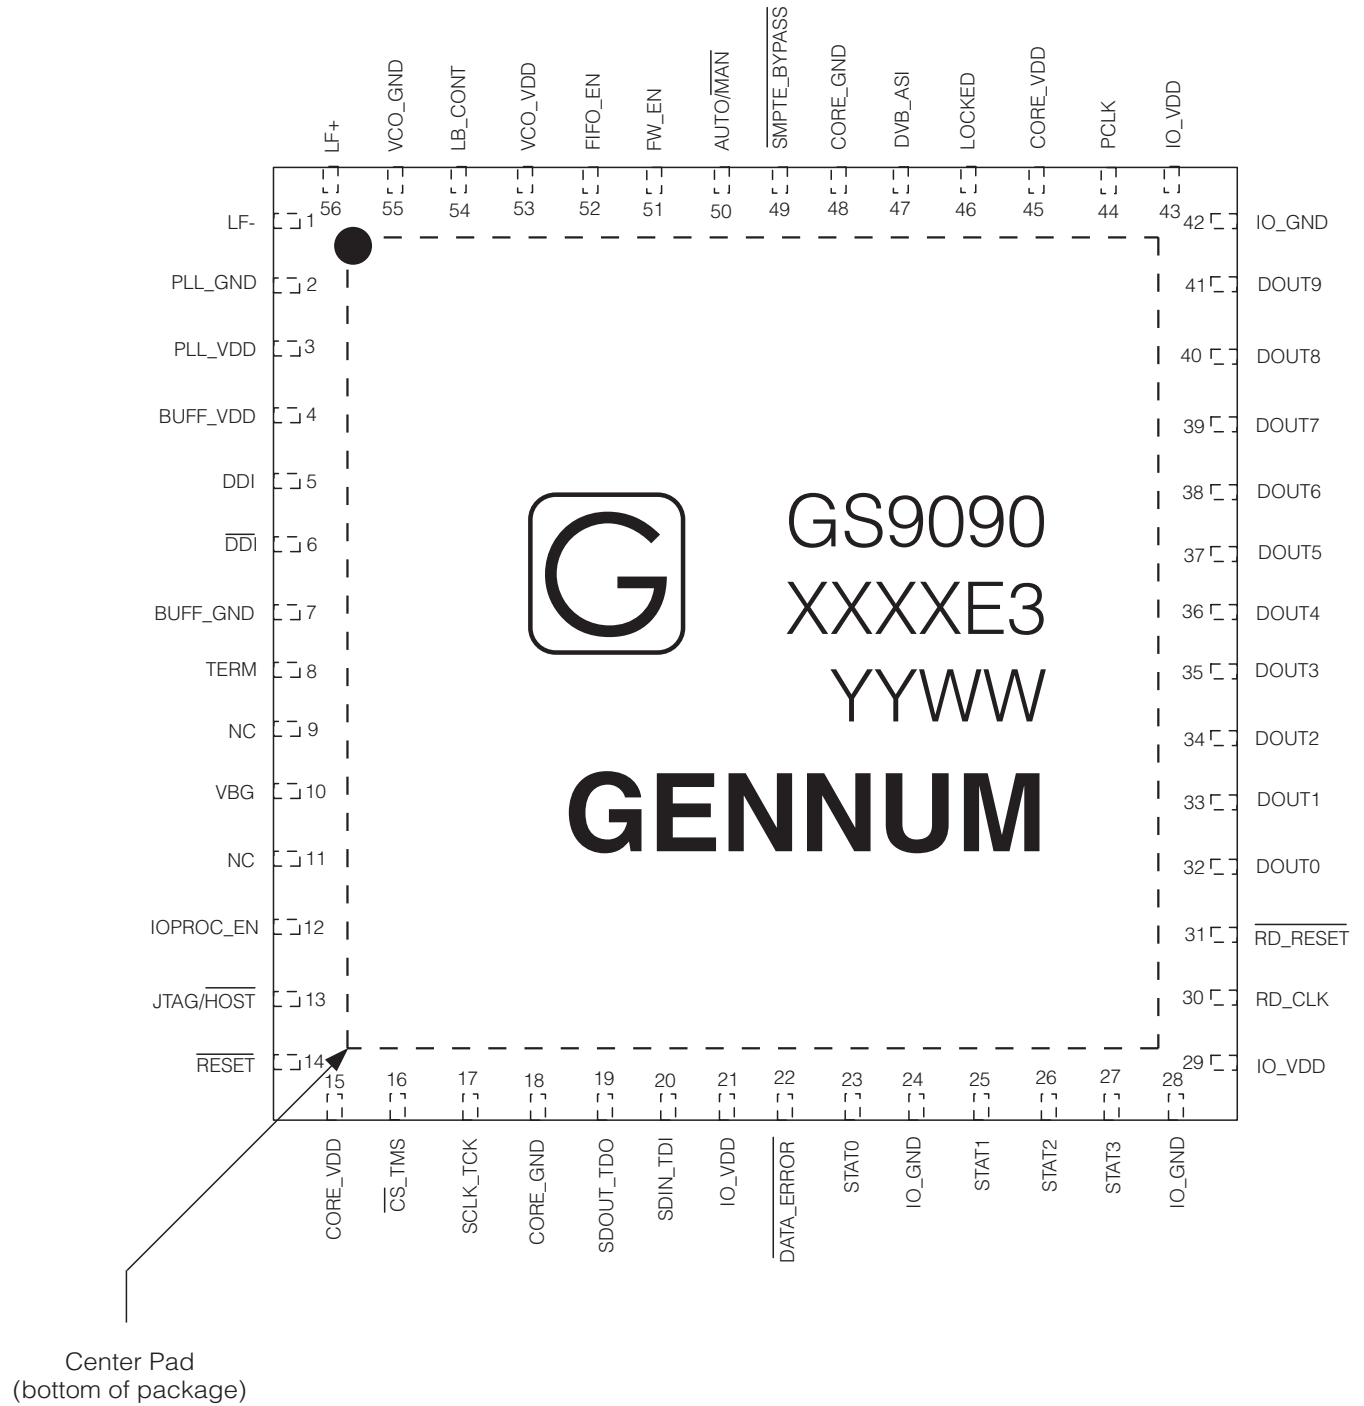 LF+
VCO_GND
LB_CONT
VCO_VDD
FIFO_EN
FW_EN
AUTO/MAN
SMPTE_BYPASS
CORE_GND
DVB_ASI
LOCKED
CORE_VDD
PCLK
IO_VDD
56 55 54 53 52 51 50 49 48 47 46 45 44 43
LF- 1 42 IO_GND
PLL_GND 2 41 DOUT9
PLL_VDD 3 40 DOUT8
BUFF_VDD 4 39 DOUT7
DDI 5 38 DOUT6
DDI 6 37 DOUT5
BUFF_GND 7 36 DOUT4
TERM 8 35 DOUT3
NC 9 34 DOUT2
VBG 10 33 DOUT1
NC 11 32 DOUT0
IOPROC_EN 12 31 RD_RESET
JTAG/HOST 13 30 RD_CLK
RESET 14 29 IO_VDD
G
GS9090
XXXXE3
YYWW
GENNUM
15 16 17 18 19 20 21 22 23 24 25 26 27 28
CORE_VDD
CS_TMS
SCLK_TCK
CORE_GND
SDOUT_TDO
SDIN_TDI
IO_VDD
DATA_ERROR
STAT0
IO_GND
STAT1
STAT2
STAT3
IO_GND
Center Pad
(bottom of package)